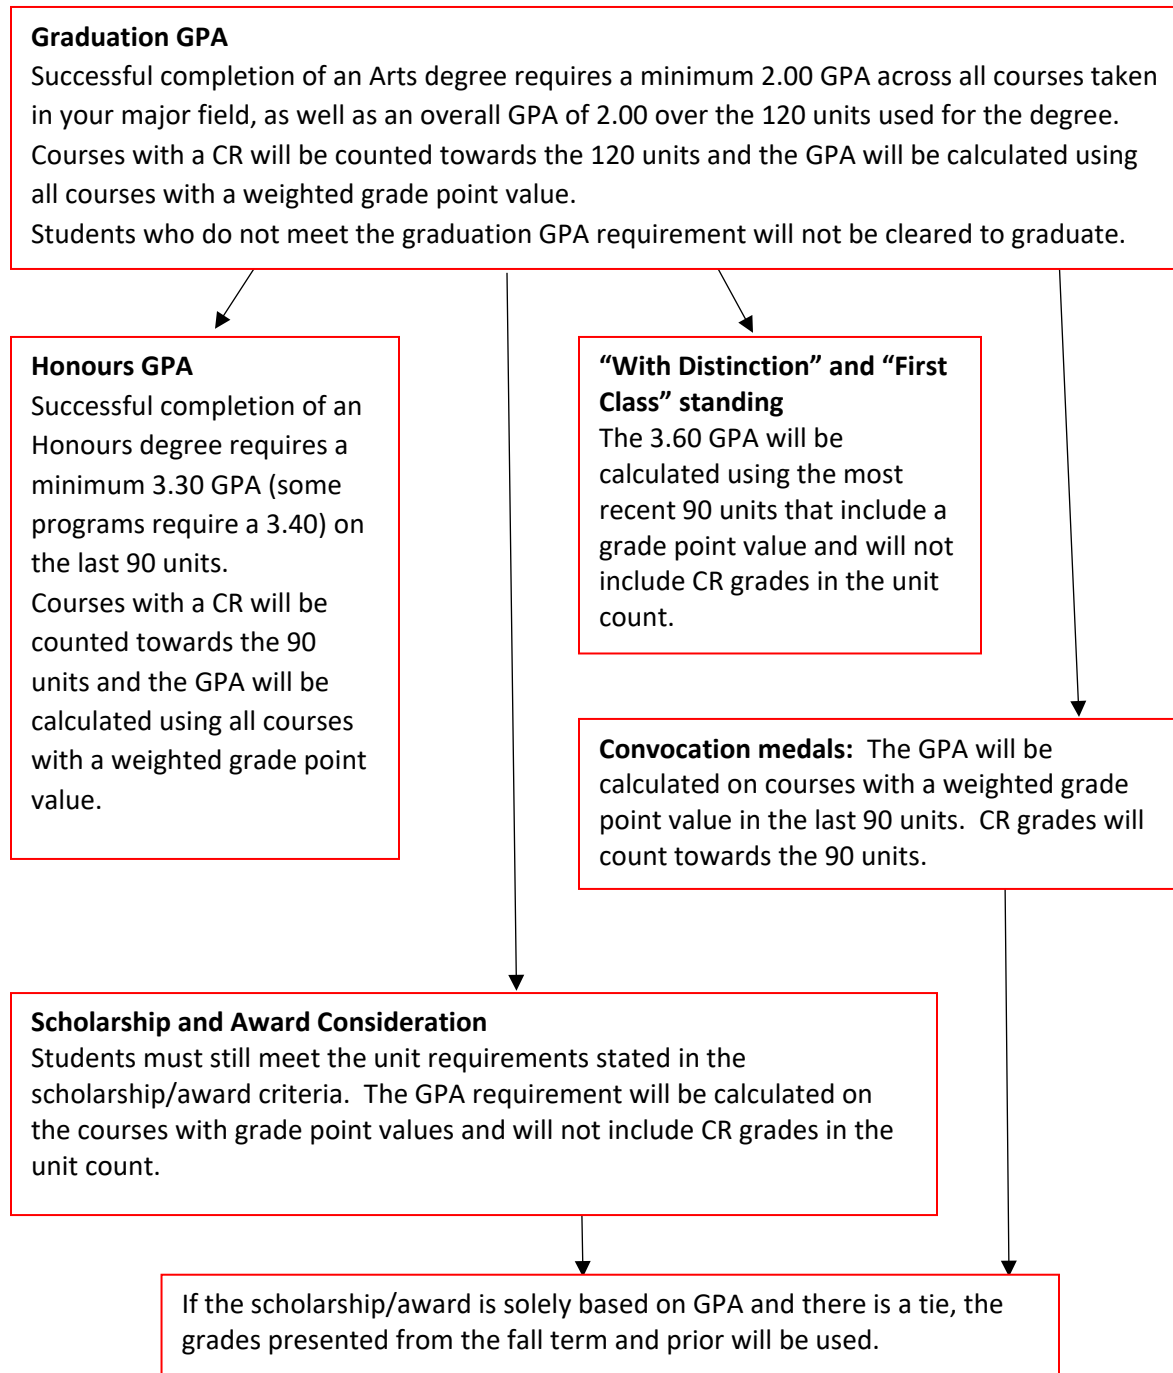 Graduation GPA
Successful completion of an Arts degree requires a minimum 2.00 GPA across all courses taken
in your major field, as well as an overall GPA of 2.00 over the 120 units used for the degree.
Courses with a CR will be counted towards the 120 units and the GPA will be calculated using
all courses with a weighted grade point value.
Students who do not meet the graduation GPA requirement will not be cleared to graduate.
Honours GPA
Successful completion of an
Honours degree requires a
minimum 3.30 GPA (some
programs require a 3.40) on
the last 90 units.
Courses with a CR will be
counted towards the 90
units and the GPA will be
calculated using all courses
with a weighted grade point
value.
“With Distinction” and “First
Class” standing
The 3.60 GPA will be
calculated using the most
recent 90 units that include a
grade point value and will not
include CR grades in the unit
count.
Convocation medals:  The GPA will be
calculated on courses with a weighted grade
point value in the last 90 units.  CR grades will
count towards the 90 units.
Scholarship and Award Consideration
Students must still meet the unit requirements stated in the
scholarship/award criteria.  The GPA requirement will be calculated on
the courses with grade point values and will not include CR grades in the
unit count.
If the scholarship/award is solely based on GPA and there is a tie, the
grades presented from the fall term and prior will be used.